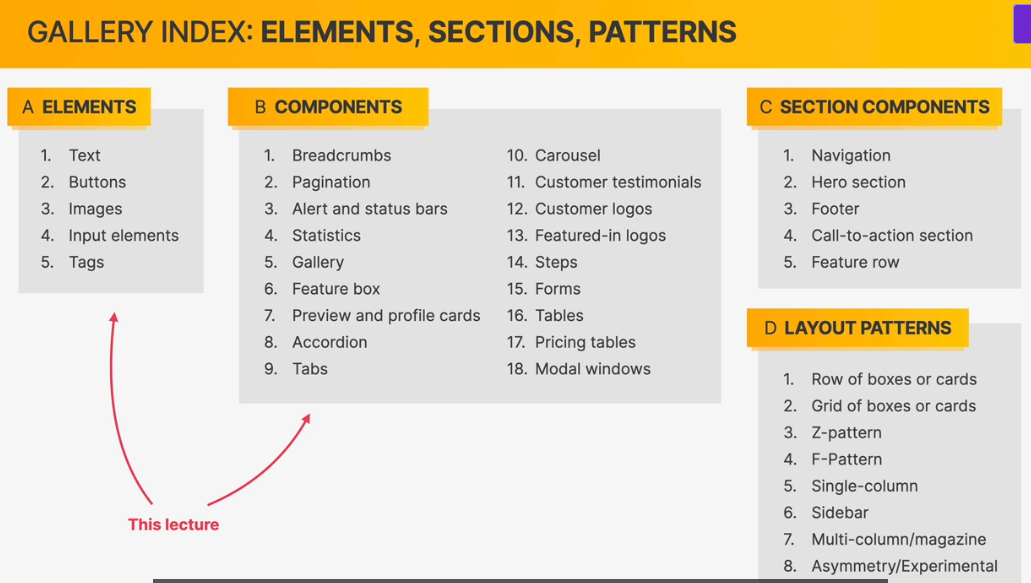 GALLERY INDEX: ELEMENTS, SECTIONS, PATTERNS
A ELEMENTS
1. Text
2. Buttons
3. Images
4. Input elements
5. Tags
B COMPONENTS
1. Breadcrumbs
2. Pagination
3. Alert and status bars
4. Statistics
5. Gallery
6. Feature box
7. Preview and profile cards
8. Accordion
9. Tabs
10. Carousel
11. Customer testimonials
12. Customer logos
13. Featured-in logos
14. Steps
15. Forms
16. Tables
17. Pricing tables
18. Modal windows
C SECTION COMPONENTS
1. Navigation
2. Hero section
3. Footer
4. Call-to-action section
5. Feature row
D LAYOUT PATTERNS
1. Row of boxes or cards
2. Grid of boxes or cards
3. Z-pattern
4. F-Pattern
5. Single-column
6. Sidebar
7. Multi-column/magazine
8. Asymmetry/Experimental
This lecture